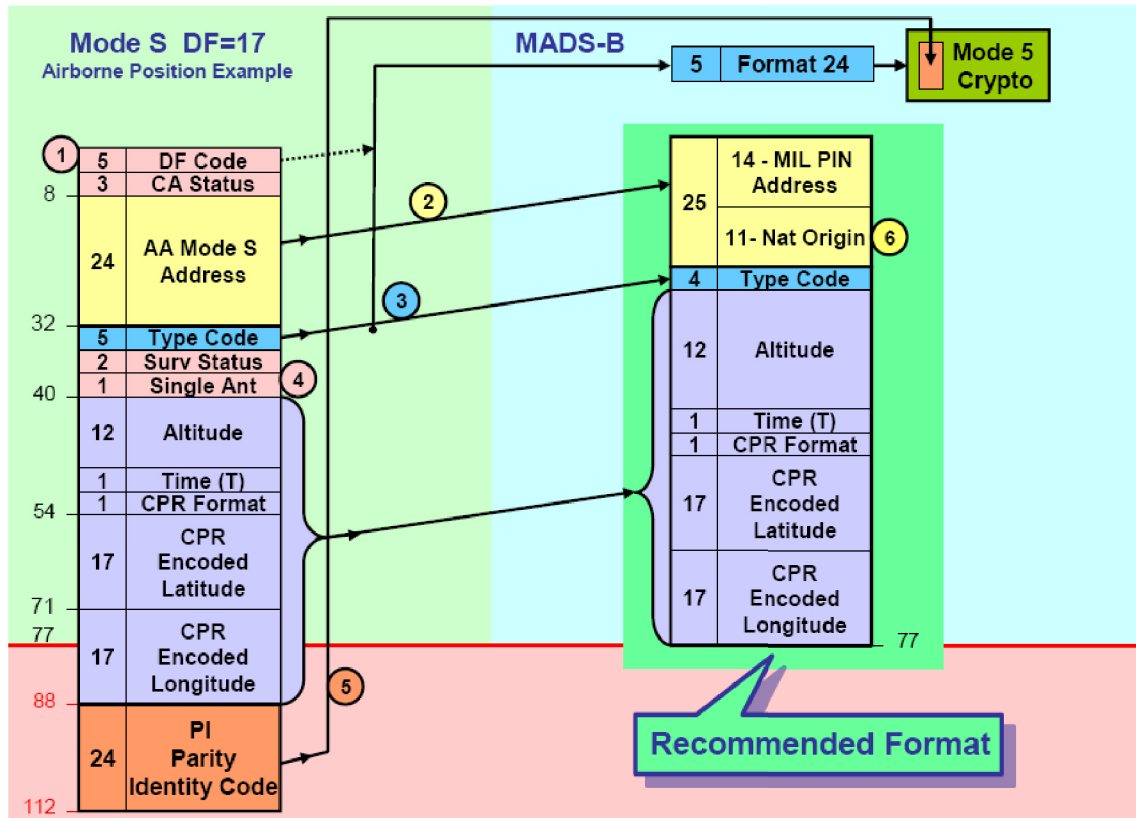 Mode S DF=17
Airborne Position Example
MADS-B
5 Format 24
Mode 5
Crypto
1
5 DF Code
3 CA Status
8
24 AA Mode S
Address
32
5 Type Code
2 Surv Status
1 Single Ant
4
40
12 Altitude
1 Time (T)
1 CPR Format
54
17 CPR
Encoded
Latitude
71
77
17 CPR
Encoded
Longitude
88
24 PI
Parity
Identity Code
112
2
3
5
25 14 - MIL PIN
Address
11- Nat Origin
6
4 Type Code
12 Altitude
1 Time (T)
1 CPR Format
17 CPR
Encoded
Latitude
17 CPR
Encoded
Longitude
77
Recommended Format